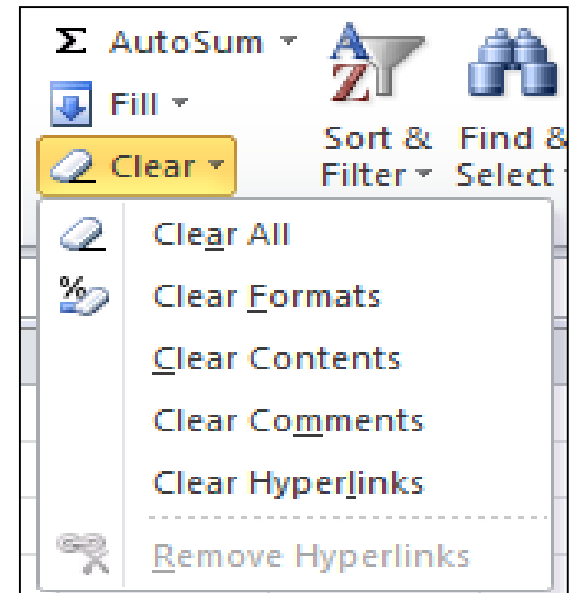 Σ AutoSum
Fill
Clear
Sort &
Filter
Find &
Select
Clear All
Clear Formats
Clear Contents
Clear Comments
Clear Hyperlinks
Remove Hyperlinks
A
Z
%